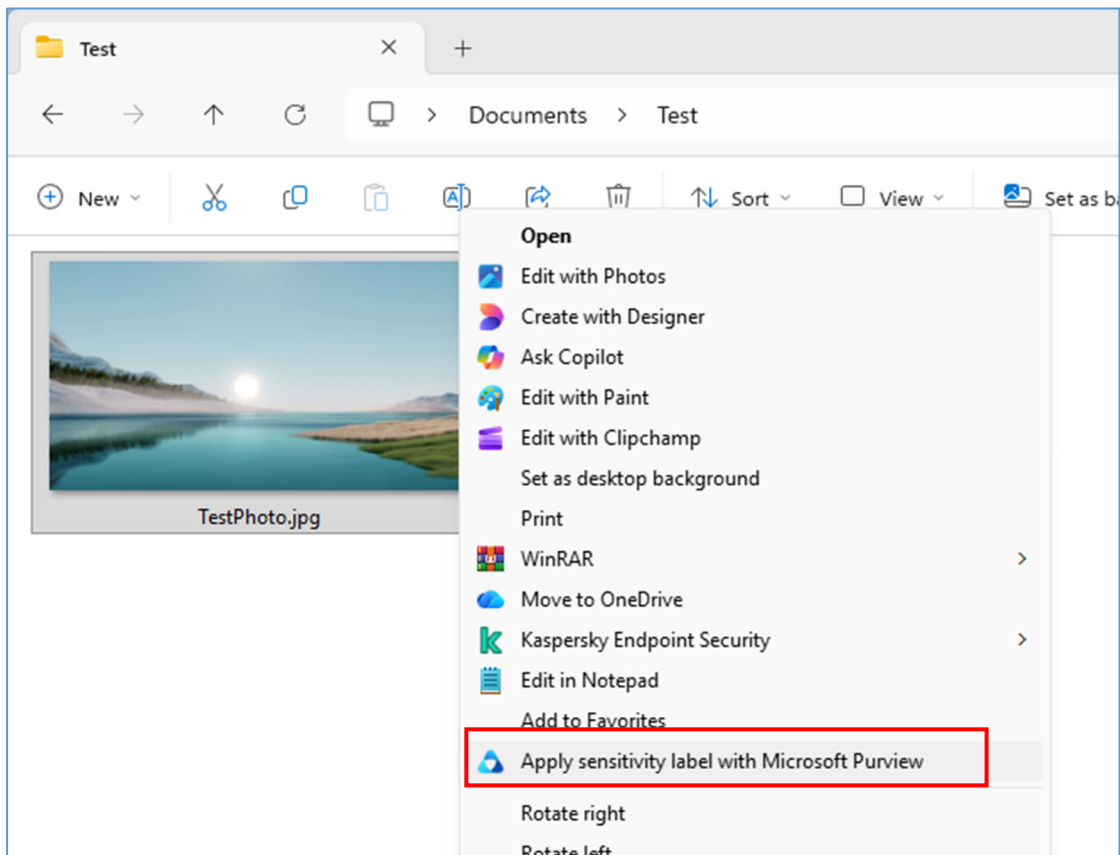 Test
Documents > Test
New
Sort
View
Set as ba
Open
Edit with Photos
Create with Designer
Ask Copilot
Edit with Paint
Edit with Clipchamp
Set as desktop background
Print
WinRAR
Move to OneDrive
Kaspersky Endpoint Security
Edit in Notepad
Add to Favorites
Apply sensitivity label with Microsoft Purview
Rotate right
Rotate left
TestPhoto.jpg